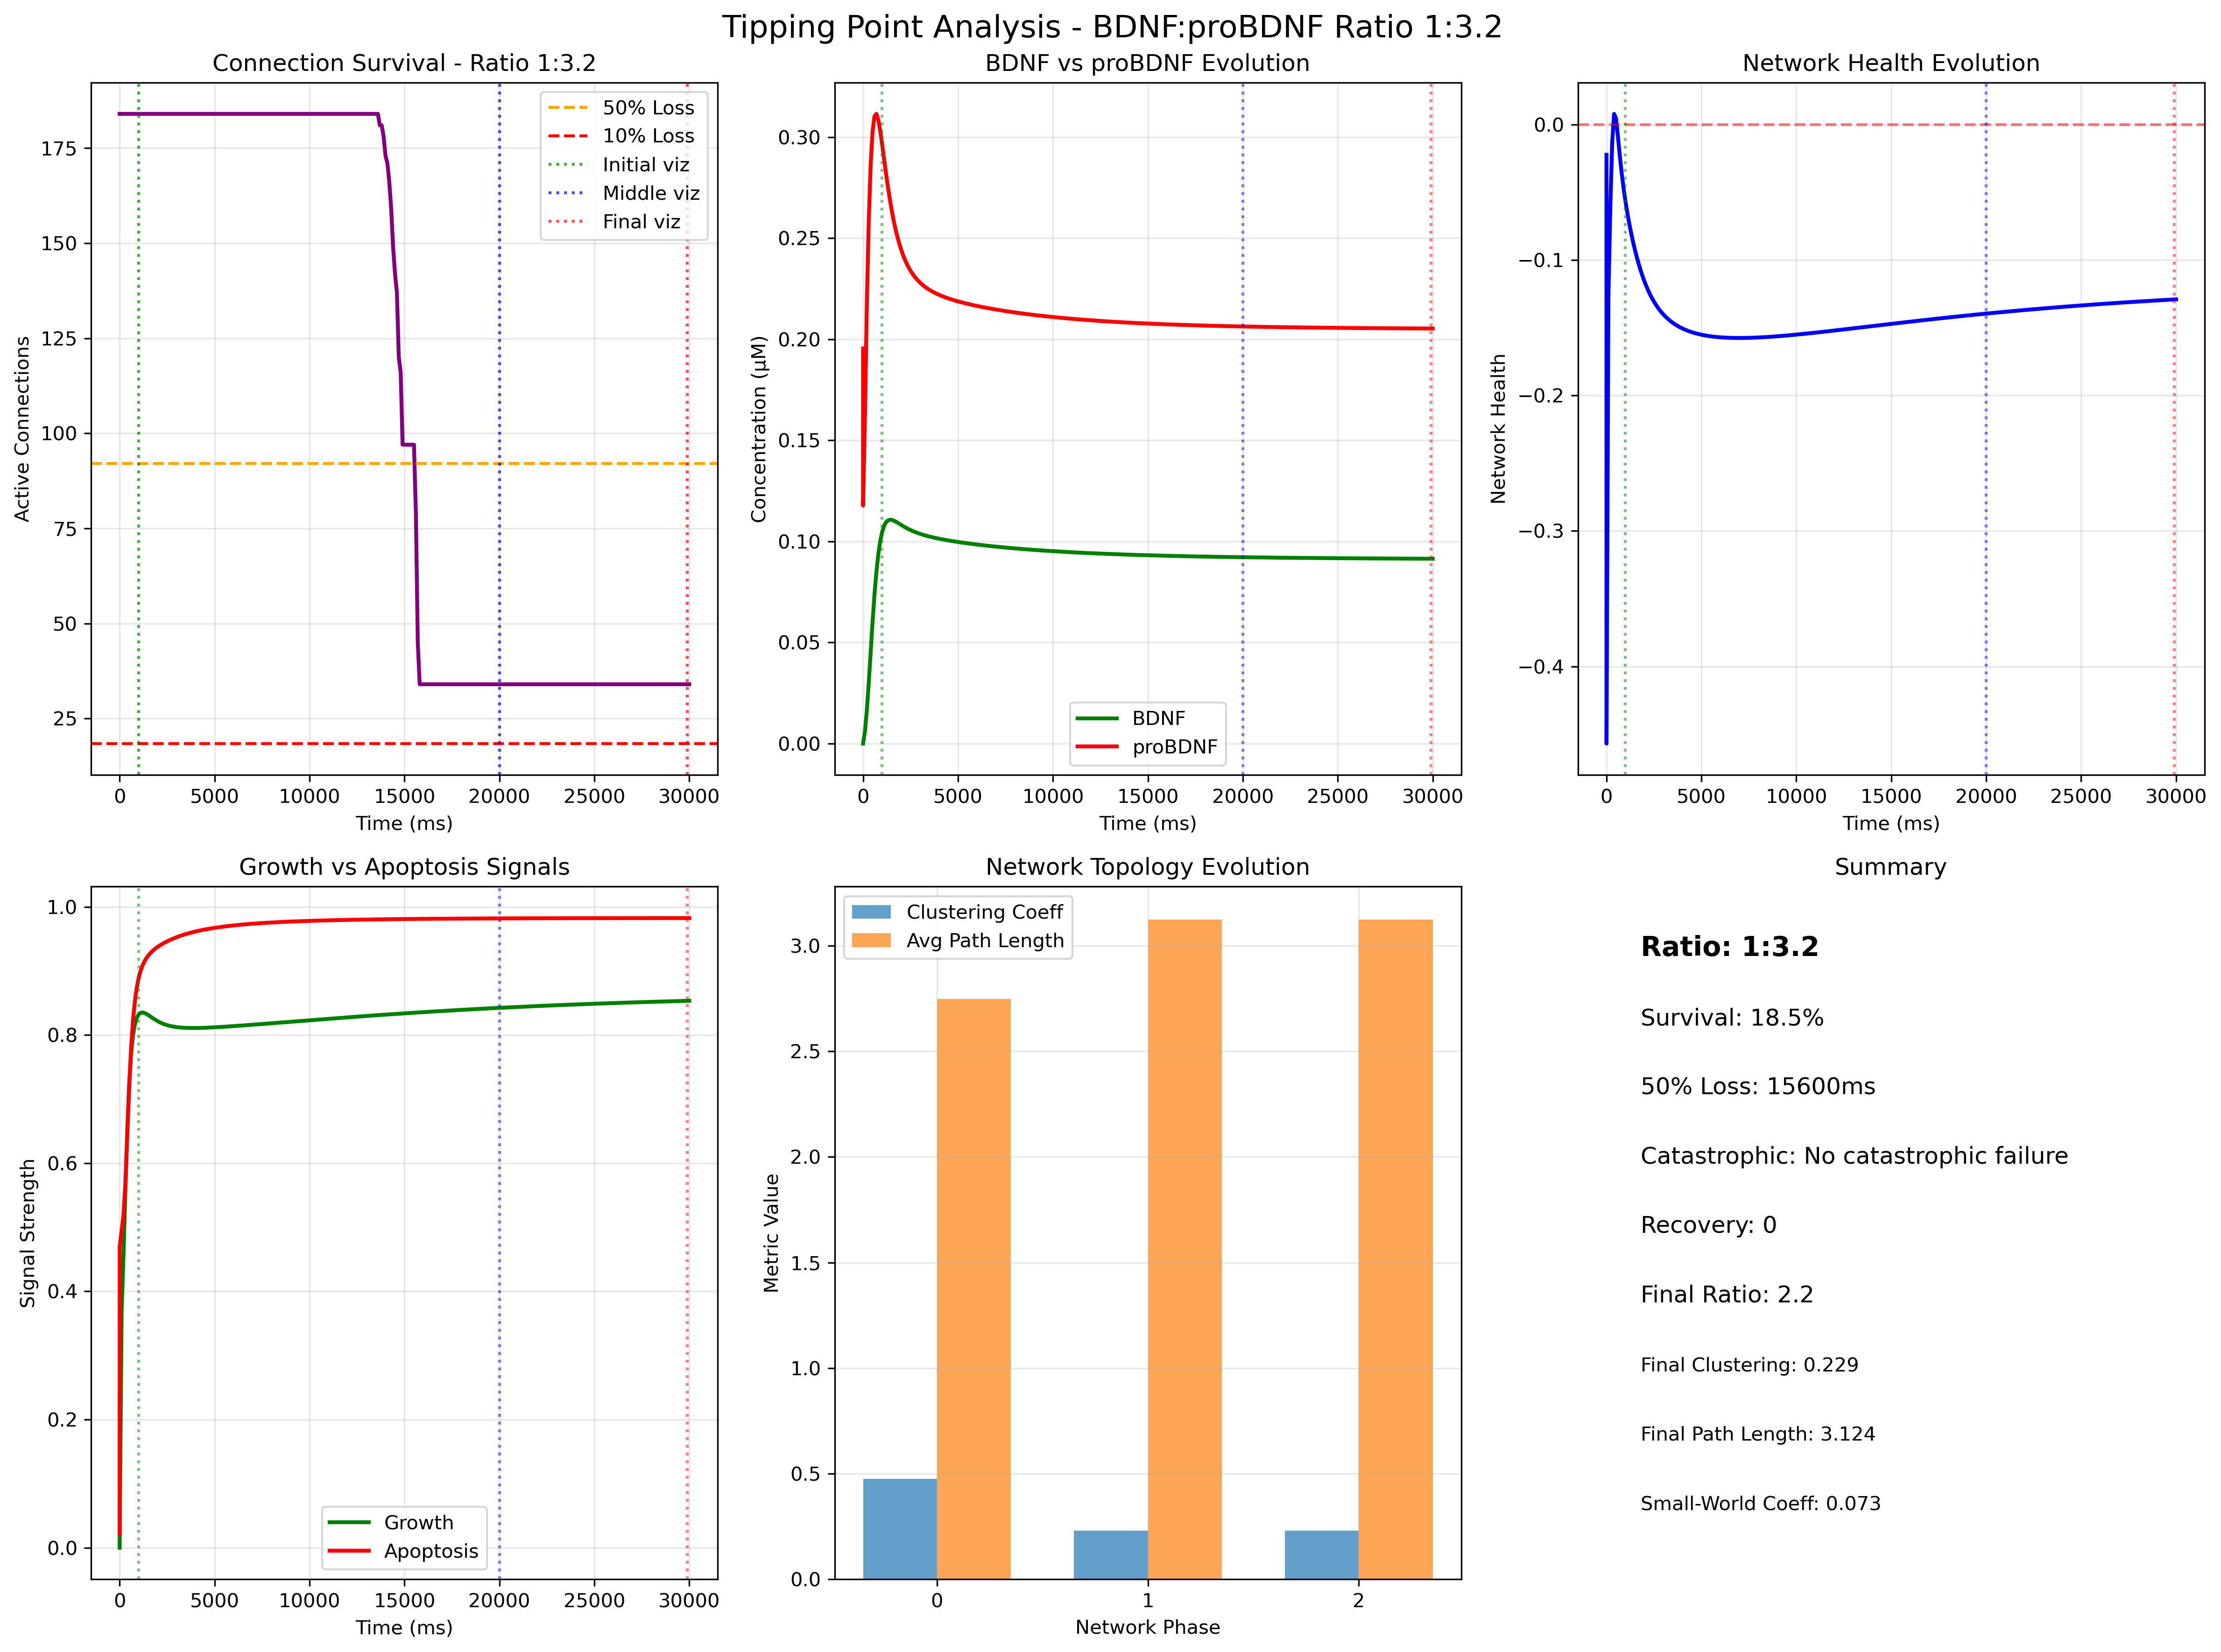 Tipping Point Analysis - BDNF:proBDNF Ratio 1:3.2
Connection Survival - Ratio 1:3.2
Active Connections
175
150
125
100
75
50
25
50% Loss
10% Loss
Initial viz
Middle viz
Final viz
0 5000 10000 15000 20000 25000 30000
Time (ms)
BDNF vs proBDNF Evolution
Concentration (μM)
0.30
0.25
0.20
0.15
0.10
0.05
0.00
BDNF
proBDNF
0 5000 10000 15000 20000 25000 30000
Time (ms)
Network Health Evolution
Network Health
0.0
−0.1
−0.2
−0.3
−0.4
0 5000 10000 15000 20000 25000 30000
Time (ms)
Growth vs Apoptosis Signals
Signal Strength
1.0
0.8
0.6
0.4
0.2
0.0
Growth
Apoptosis
0 5000 10000 15000 20000 25000 30000
Time (ms)
Network Topology Evolution
Metric Value
Clustering Coeff
Avg Path Length
3.0
2.5
2.0
1.5
1.0
0.5
0.0
0 1 2
Network Phase
Summary
Ratio: 1:3.2
Survival: 18.5%
50% Loss: 15600ms
Catastrophic: No catastrophic failure
Recovery: 0
Final Ratio: 2.2
Final Clustering: 0.229
Final Path Length: 3.124
Small-World Coeff: 0.073